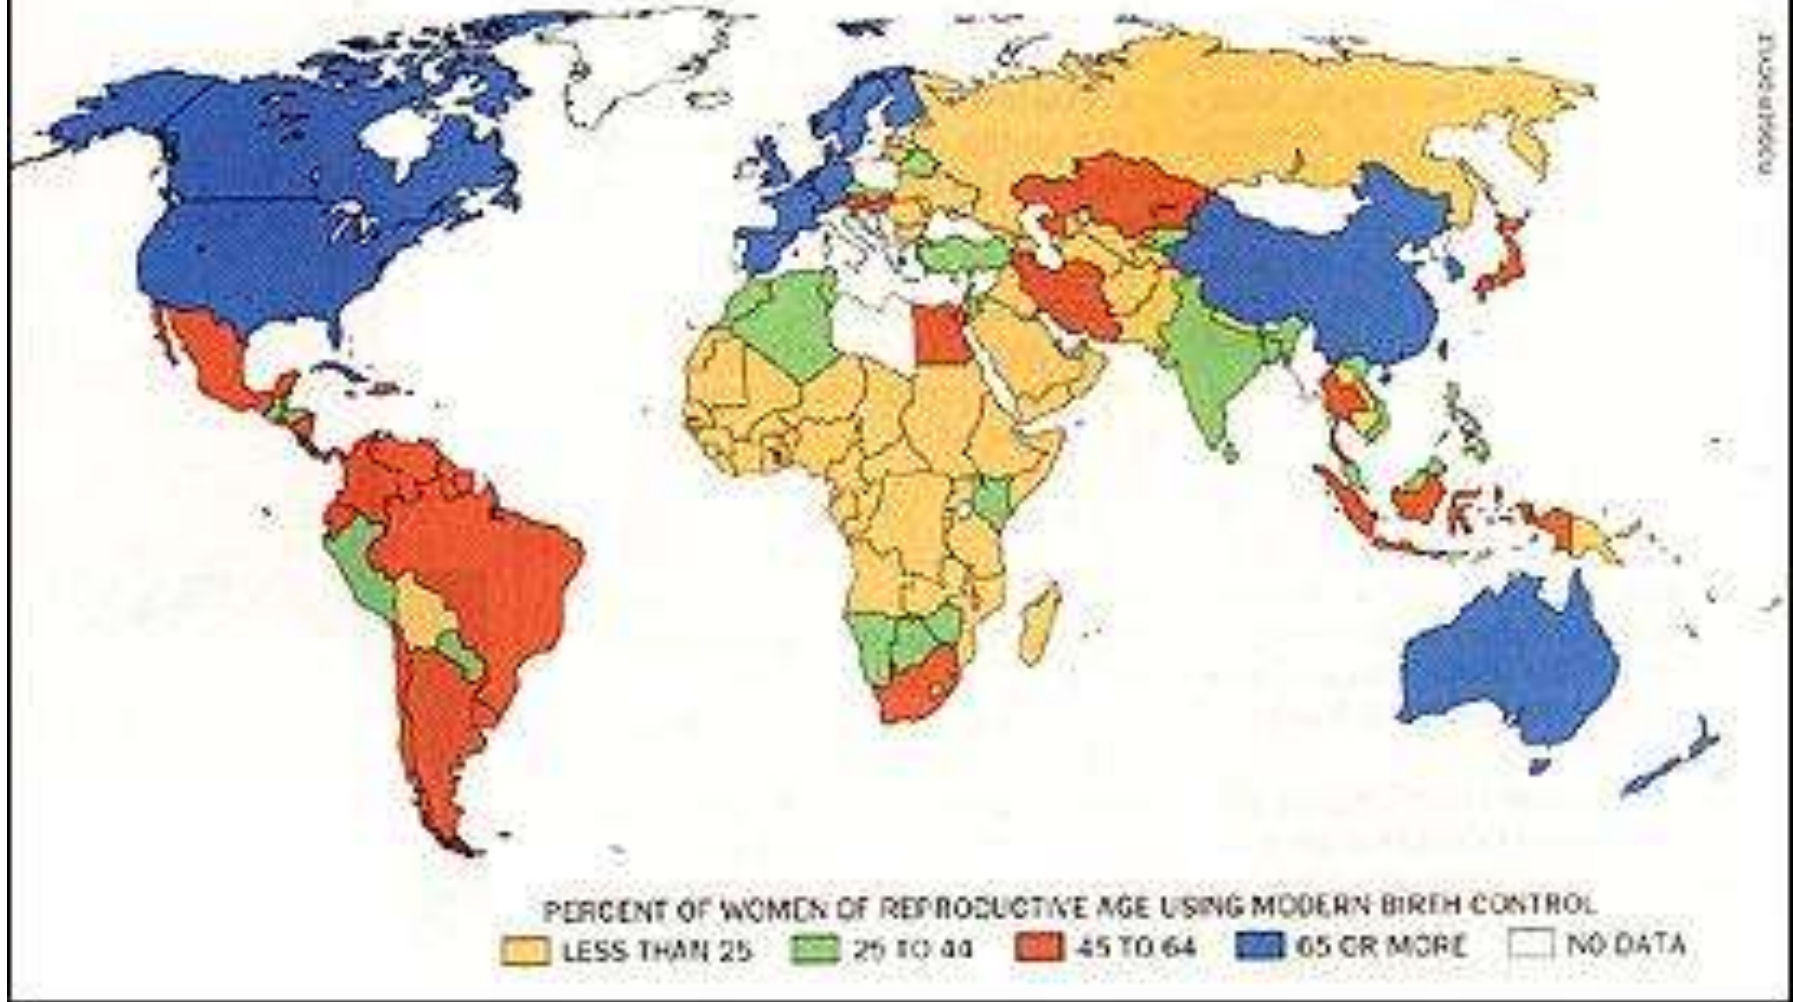 PERCENT OF WOMEN OF REPRODUCTIVE AGE USING MODERN BIRTH CONTROL
LESS THAN 25 25 TO 44 45 TO 64 65 OR MORE NO DATA